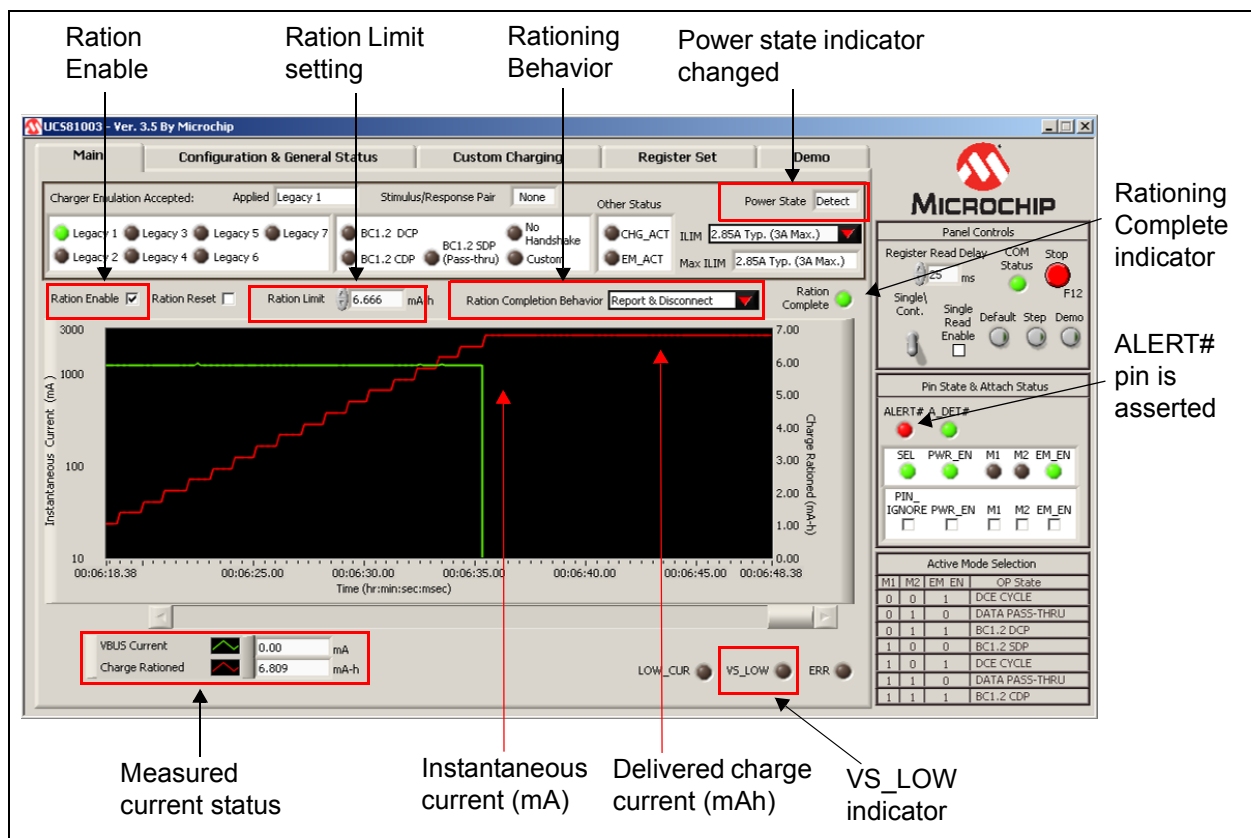 Ration
Enable
Ration Limit
setting
Rationing
Behavior
Power state indicator
changed
UCS81003 - Ver. 3.5 By Microchip
Main
Configuration & General Status
Custom Charging
Register Set
Demo
Charger Emulation Accepted:
Applied Legacy 1
Stimulus/Response Pair None
Other Status
Power State Detect
Legacy 1 Legacy 3 Legacy 5 Legacy 7
Legacy 2 Legacy 4 Legacy 6
BC1.2 DCP
BC1.2 CDP
BC1.2 SDP
(Pass-thru)
No
Handshake
Custom
CHG_ACT
EM_ACT
ILIM 2.85A Typ. (3A Max.)
Max ILIM 2.85A Typ. (3A Max.)
Ration Enable
Ration Reset
Ration Limit 6.666 mA-h
Ration Completion Behavior Report & Disconnect
Ration
Complete
MICROCHIP
Panel Controls
Register Read Delay
25 ms
COM
Status
Stop
F12
Single\
Cont.
Single
Read
Enable
Default Step Demo
Rationing
Complete
indicator
ALERT#
pin is
asserted
Pin State & Attach Status
ALERT# A_DET#
SEL PWR_EN M1 M2 EM_EN
PIN_
IGNORE PWR_EN M1 M2 EM_EN
Active Mode Selection
M1 M2 EM_EN OP State
0 0 1 DCE CYCLE
0 1 0 DATA PASS-THRU
0 1 1 BC1.2 DCP
1 0 0 BC1.2 SDP
1 0 1 DCE CYCLE
1 1 0 DATA PASS-THRU
1 1 1 BC1.2 CDP
Instantaneous Current (mA)
3000
1000
100
10
7.00
6.00
5.00
4.00
3.00
2.00
1.00
0.00
Charge Rationed (mA-h)
00:06:18.38 00:06:25.00 00:06:30.00 00:06:35.00 00:06:40.00 00:06:45.00 00:06:48.38
Time (hr:min:sec:msec)
VBUS Current 0.00 mA
Charge Rationed 6.809 mA-h
LOW_CUR VS_LOW ERR
Measured
current status
Instantaneous
current (mA)
Delivered charge
current (mAh)
VS_LOW
indicator